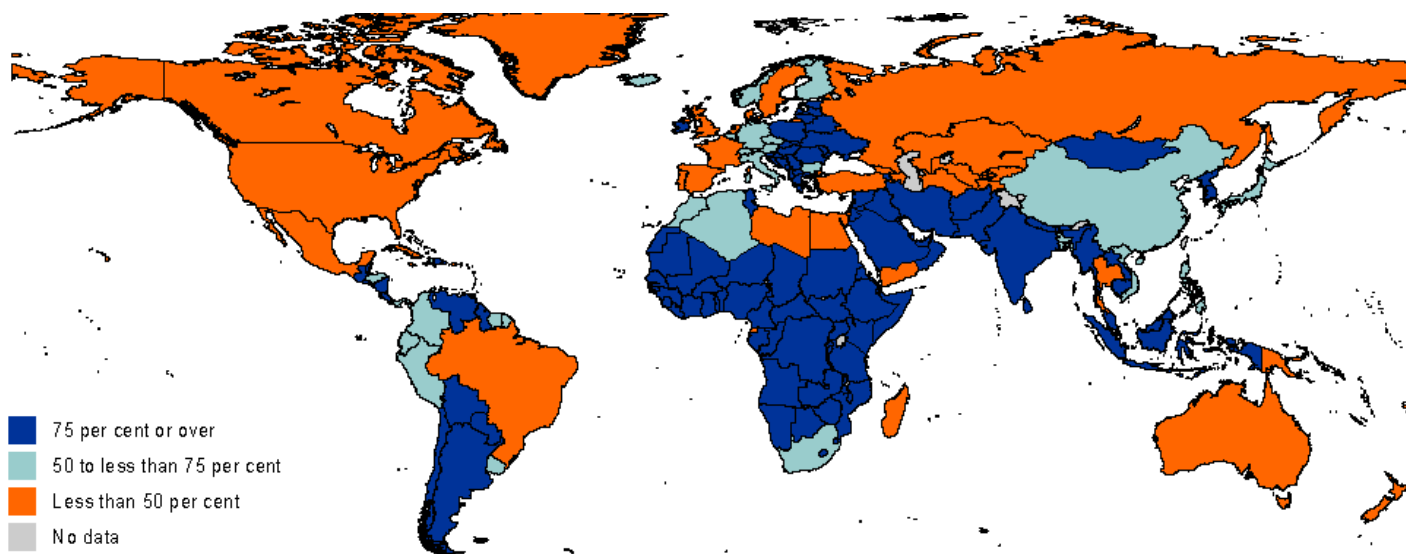 75 per cent or over
50 to less than 75 per cent
Less than 50 per cent
No data